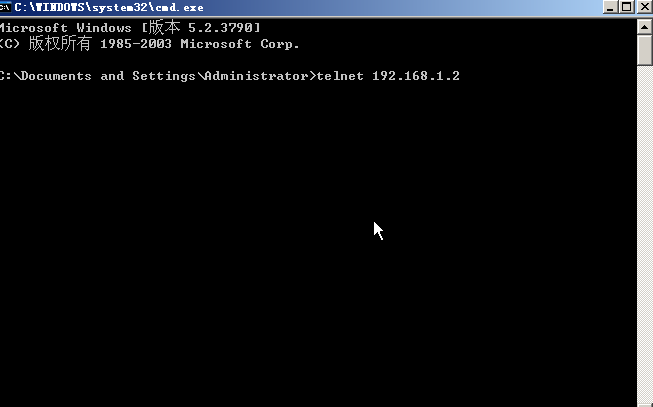 C:\WINDOWS\system32\cmd.exe
Microsoft Windows [版本 5.2.3790]
(C) 版权所有 1985-2003 Microsoft Corp.
C:\Documents and Settings\Administrator>telnet 192.168.1.2